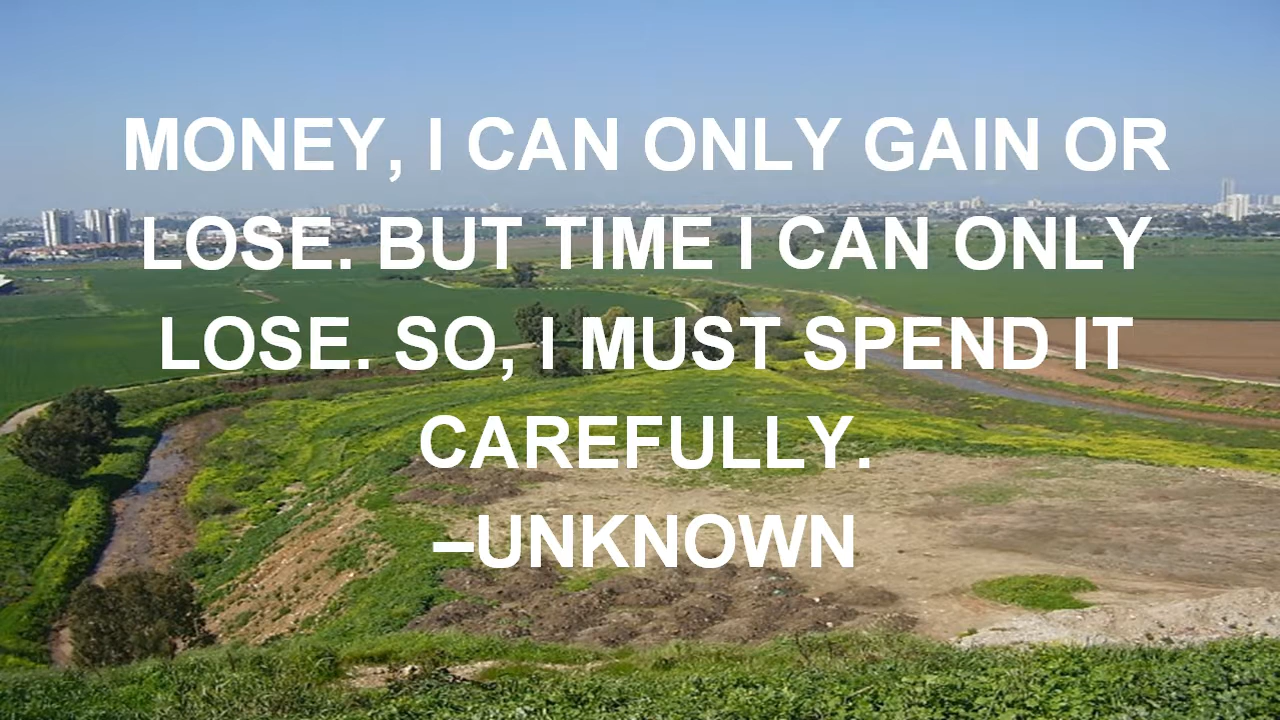 MONEY, I CAN ONLY GAIN OR
LOSE. BUT TIME I CAN ONLY
LOSE. SO, I MUST SPEND IT
CAREFULLY.
–UNKNOWN